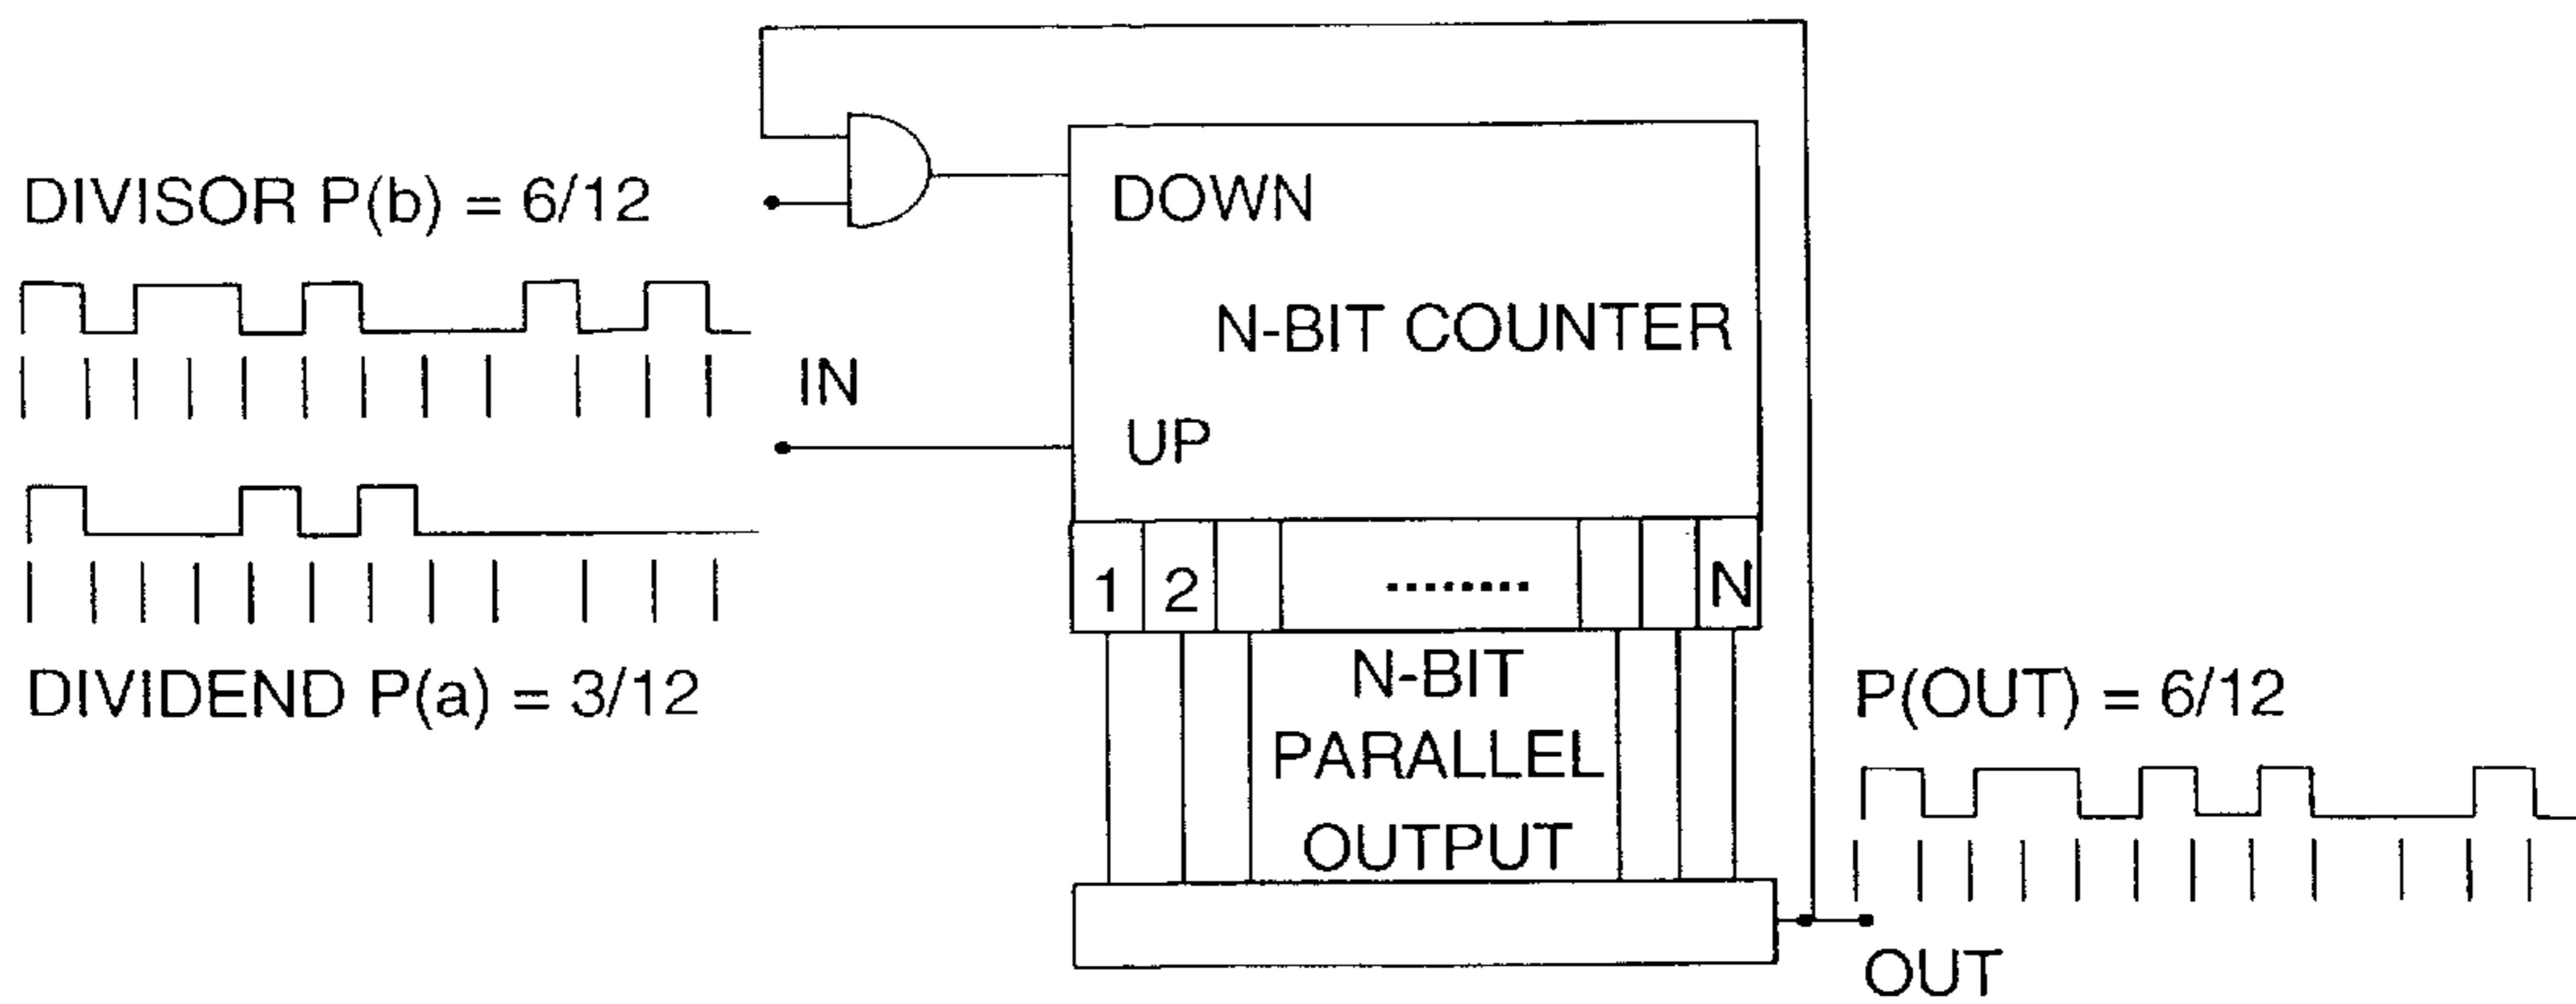 DIVISOR P(b) = 6/12
DOWN
N-BIT COUNTER
IN
UP
1 2 ........ N
DIVIDEND P(a) = 3/12
N-BIT
PARALLEL
OUTPUT
P(OUT) = 6/12
OUT